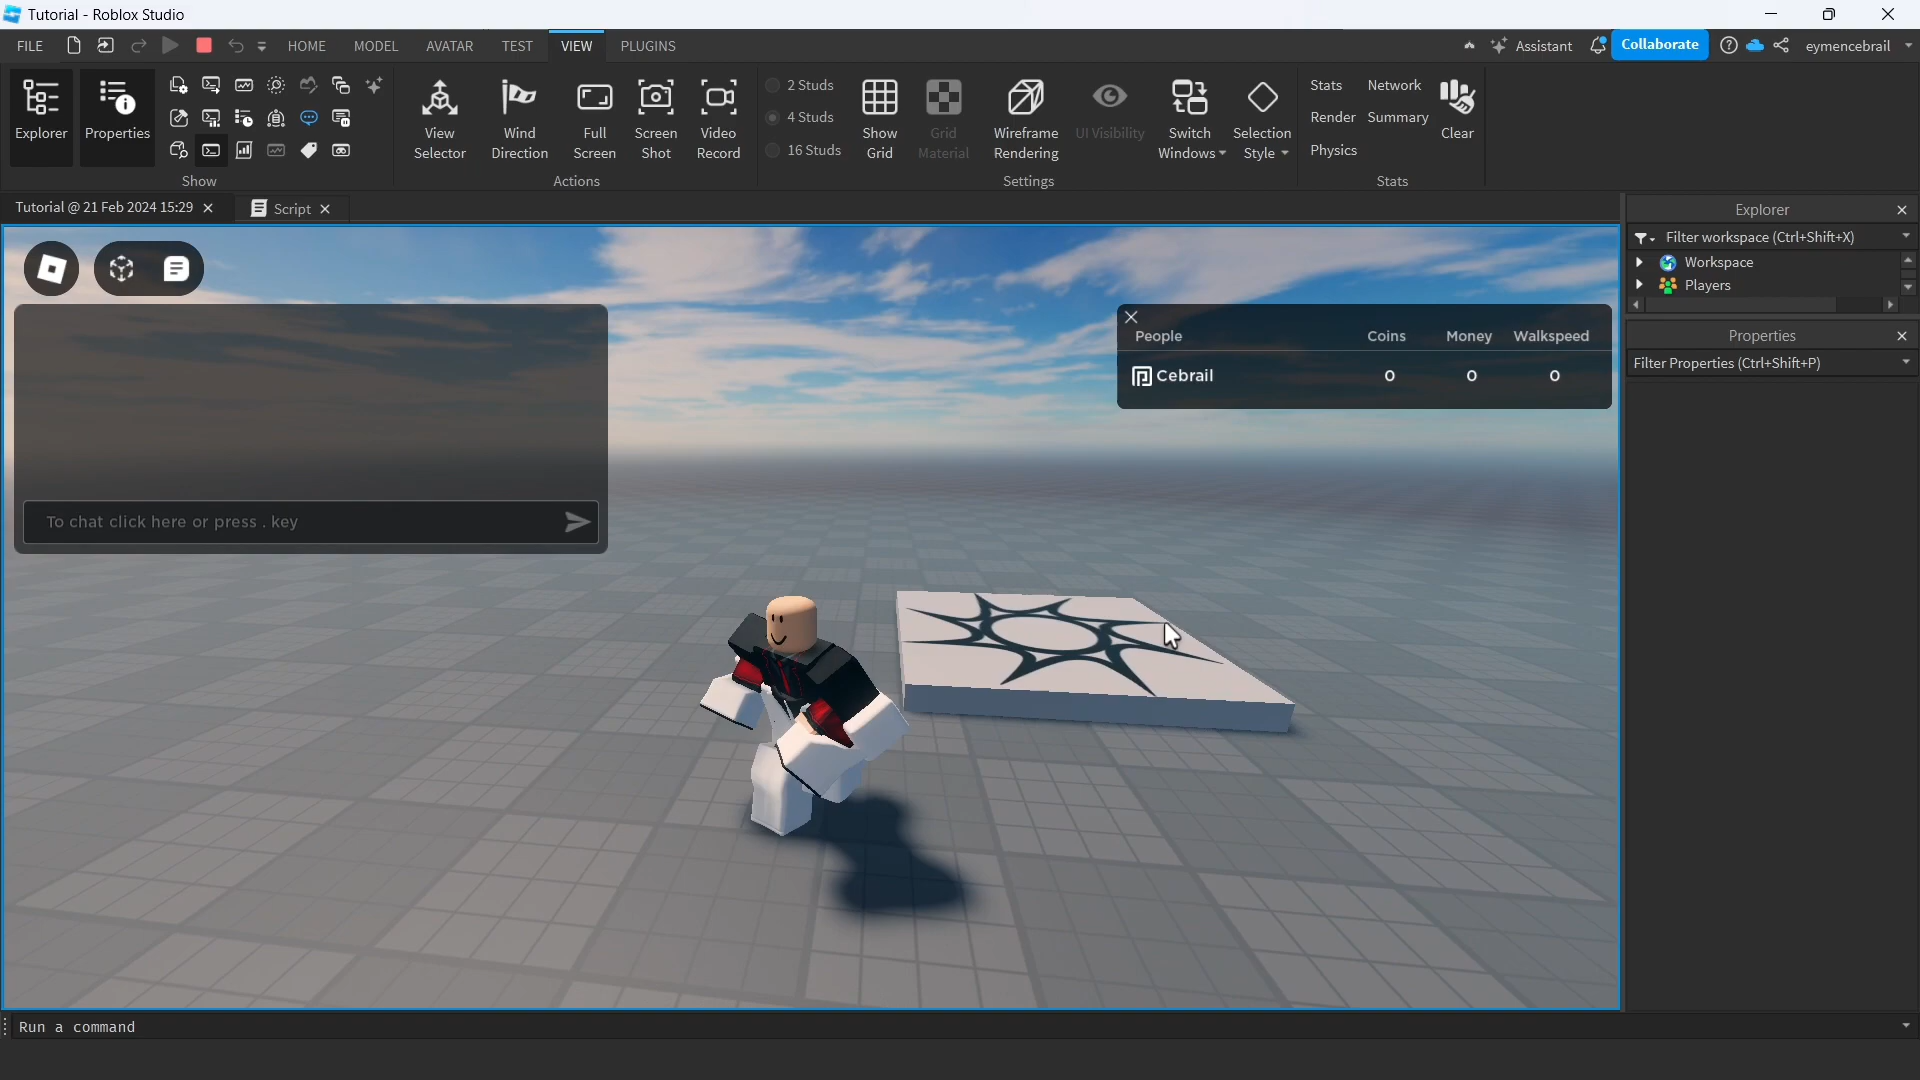 Tutorial - Roblox Studio
FILE HOME MODEL AVATAR TEST VIEW PLUGINS Assistant Collaborate eymencebrail
Explorer Properties View Selector Wind Direction Full Screen Screen Shot Video Record
2 Studs
4 Studs
16 Studs
Show Grid Grid Material Wireframe Rendering UI Visibility Switch Windows Selection Style
Stats Network
Render Summary
Physics
Clear
Show Actions Settings Stats
Tutorial @ 21 Feb 2024 15:29 Script
Explorer
Filter workspace (Ctrl+Shift+X)
Workspace
Players
Properties
Filter Properties (Ctrl+Shift+P)
People Coins Money Walkspeed
Cebrail 0 0 0
To chat click here or press . key
Run a command